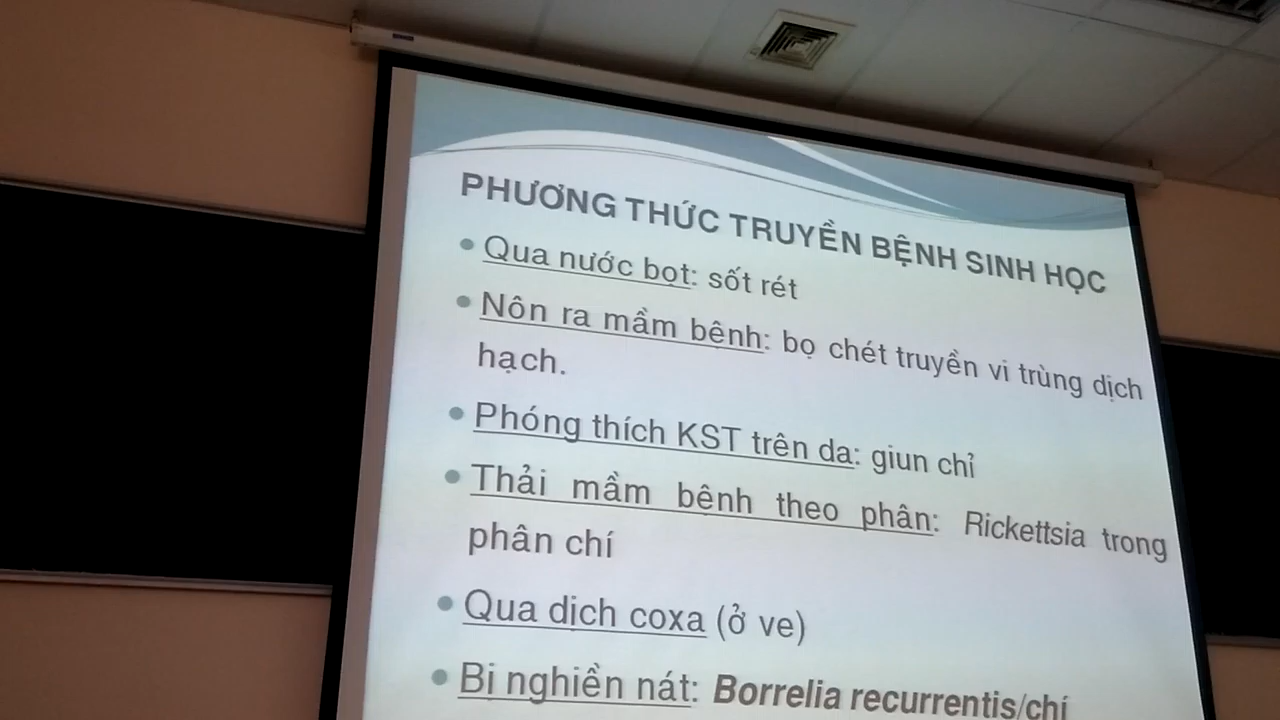 PHƯƠNG THỨC TRUYỀN BỆNH SINH HỌC
• Qua nước bọt: sốt rét
• Nôn ra mầm bệnh: bọ chét truyền vi trùng dịch
hạch.
• Phóng thích KST trên da: giun chỉ
• Thải mầm bệnh theo phân: Rickettsia trong
phân chí
• Qua dịch coxa (ở ve)
• Bị nghiền nát: Borrelia recurrentis/chí